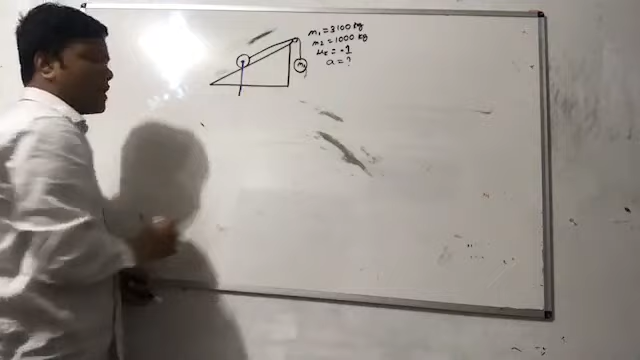 m₁ = 3100 kg
m₂ = 1000 kg
μₖ = .1
a = ?